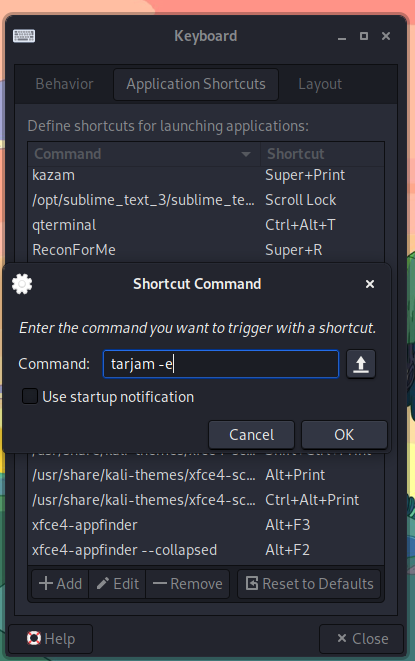 Keyboard
Behavior Application Shortcuts Layout
Define shortcuts for launching applications:
Command Shortcut
kazam Super+Print
/opt/sublime_text_3/sublime_te... Scroll Lock
qterminal Ctrl+Alt+T
ReconForMe Super+R
Shortcut Command
Enter the command you want to trigger with a shortcut.
Command: tarjam -e
Use startup notification
Cancel OK
/usr/share/kali-themes/xfce4-sc... Alt+Print
/usr/share/kali-themes/xfce4-sc... Ctrl+Alt+Print
xfce4-appfinder Alt+F3
xfce4-appfinder --collapsed Alt+F2
Add Edit Remove Reset to Defaults
Help Close